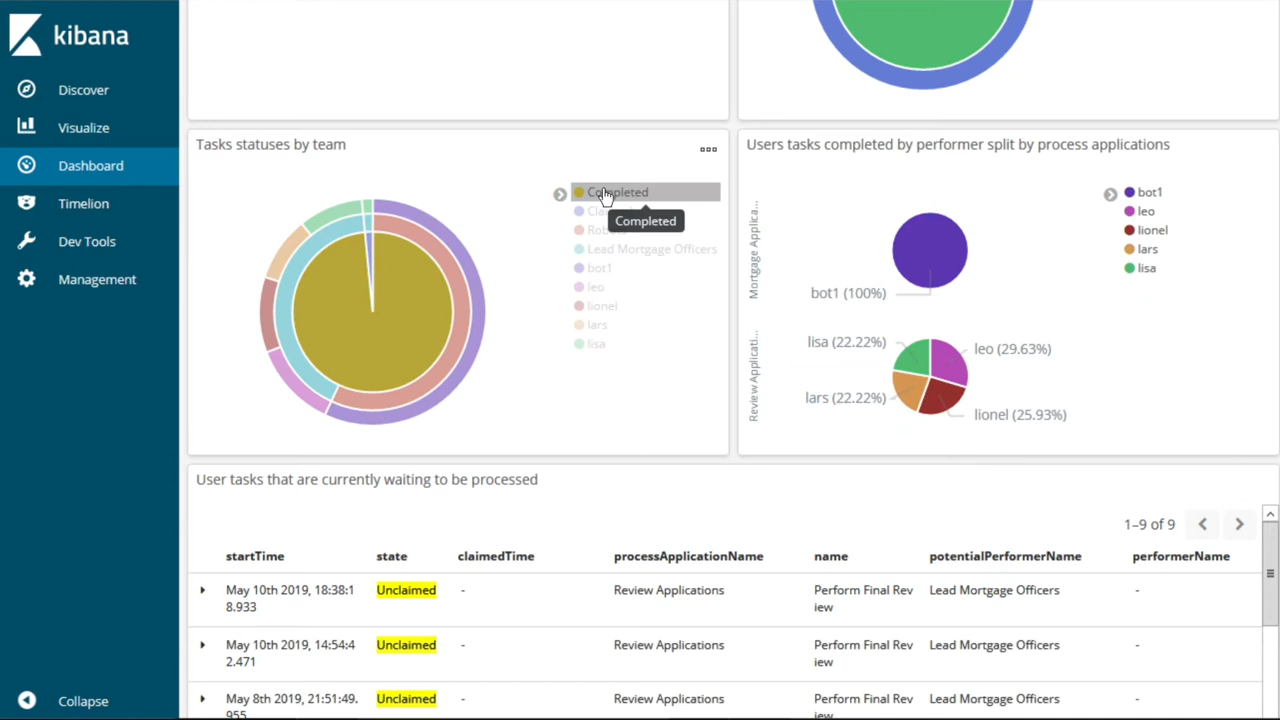 kibana
Discover
Visualize
Dashboard
Timelion
Dev Tools
Management
Collapse
Tasks statuses by team
Completed
Completed
Lead Mortgage Officers
bot1
leo
lionel
lars
lisa
Users tasks completed by performer split by process applications
Mortgage Applica...
bot1 (100%)
Review Applicati...
lisa (22.22%)
leo (29.63%)
lars (22.22%)
lionel (25.93%)
bot1
leo
lionel
lars
lisa
User tasks that are currently waiting to be processed
1–9 of 9
startTime state claimedTime processApplicationName name potentialPerformerName performerName
May 10th 2019, 18:38:1 Unclaimed - Review Applications Perform Final Rev Lead Mortgage Officers -
8.933 iew
May 10th 2019, 14:54:4 Unclaimed - Review Applications Perform Final Rev Lead Mortgage Officers -
2.471 iew
May 8th 2019, 21:51:49. Unclaimed - Review Applications Perform Final Rev Lead Mortgage Officers -
955 iew